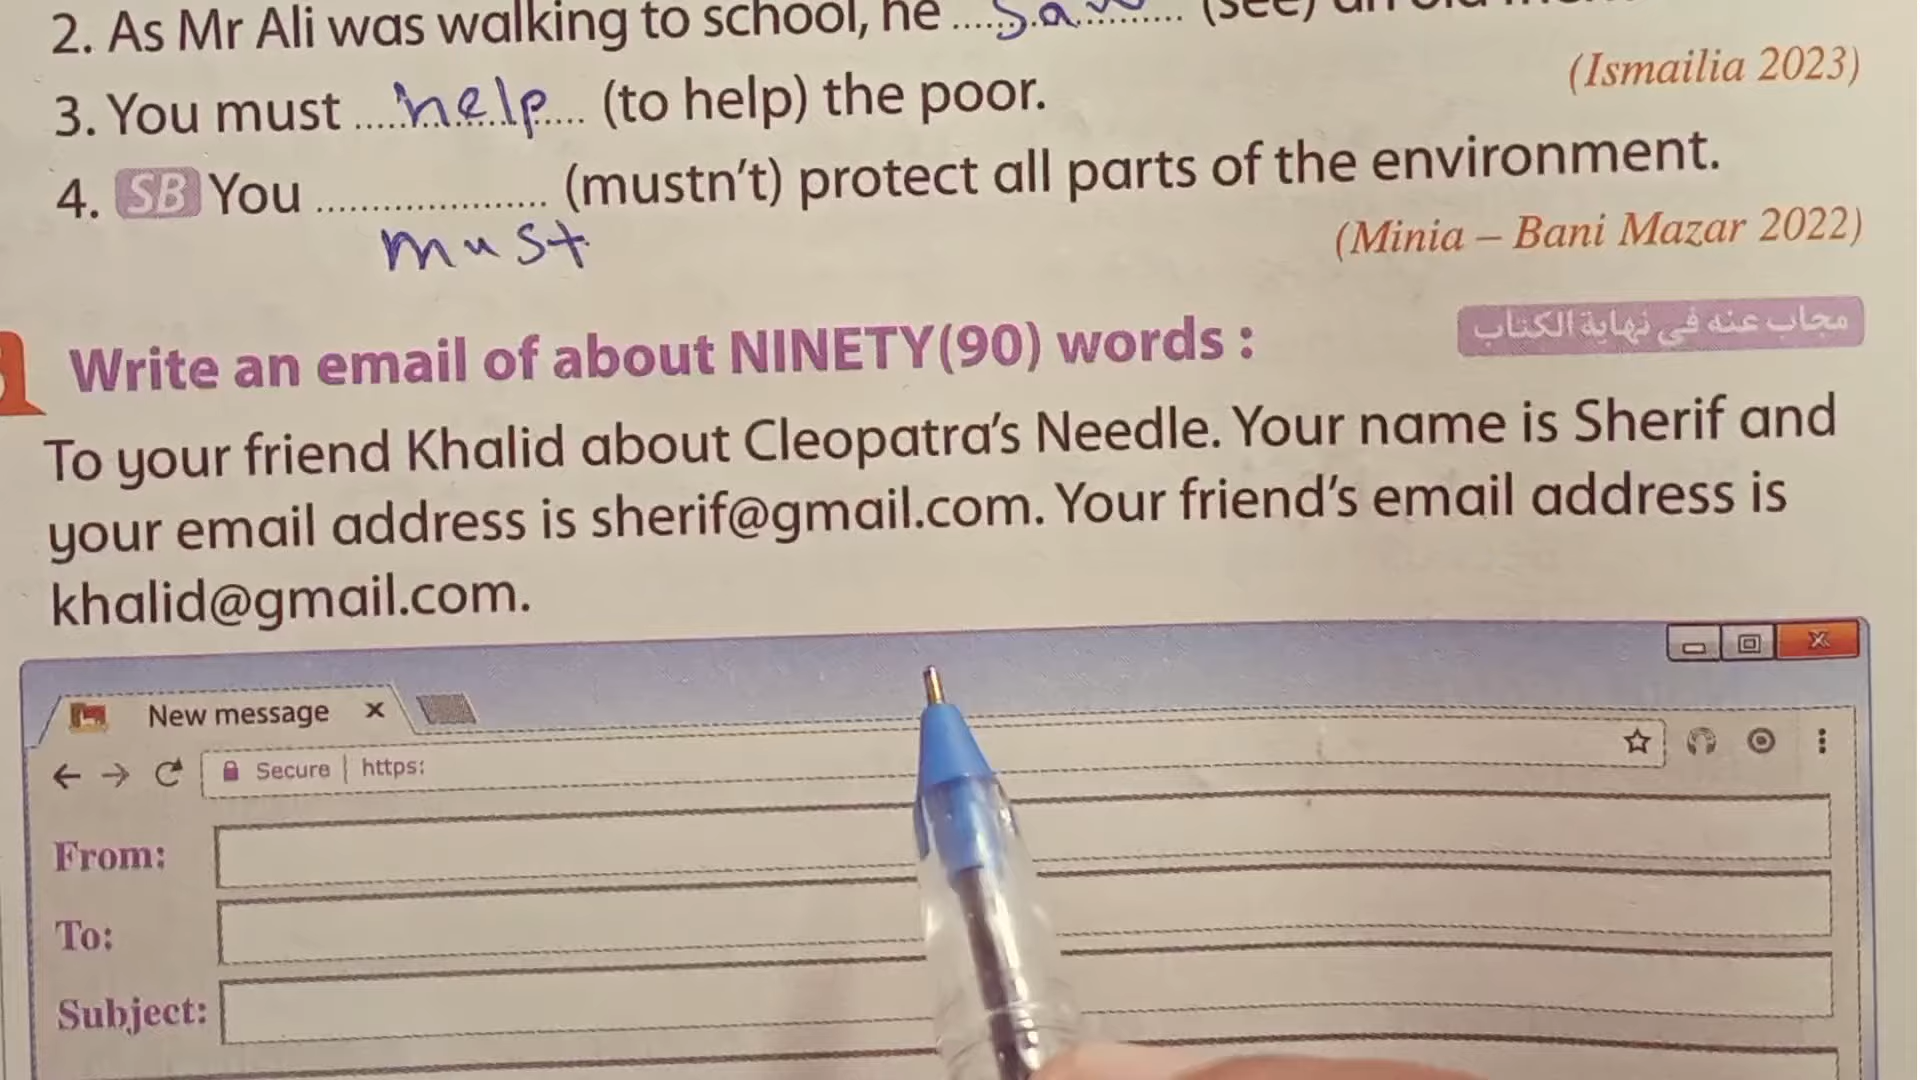 2. As Mr Ali was walking to school, he ............ (see) an old
3. You must ....help.... (to help) the poor.
(Ismailia 2023)
4. SB You .................... (mustn't) protect all parts of the environment.
must
(Minia – Bani Mazar 2022)
Write an email of about NINETY(90) words :
مجاب عنه في نهاية الكتاب
To your friend Khalid about Cleopatra's Needle. Your name is Sherif and
your email address is sherif@gmail.com. Your friend's email address is
khalid@gmail.com.
New message x
Secure | https:
From:
To:
Subject: